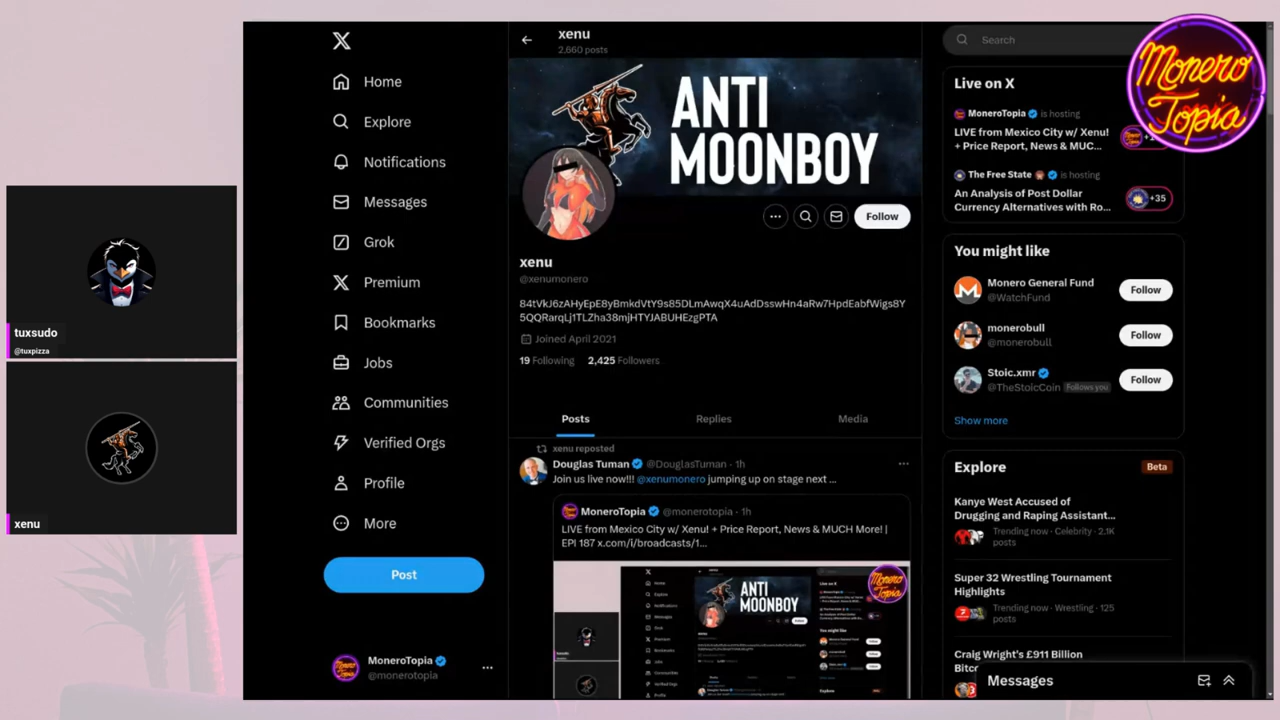 tuxsudo
@tuxpizza
xenu
Home
Explore
Notifications
Messages
Grok
Premium
Bookmarks
Jobs
Communities
Verified Orgs
Profile
More
Post
MoneroTopia
@monerotopia
xenu
2,660 posts
ANTI
MOONBOY
Follow
xenu
@xenumonero
84tVkJ6zAHyEpE8yBmkdVtY9s85DLmAwqX4uAdDsswHn4aRw7HpdEabfWigs8Y
5QQRarqLj1TLZha38mjHTYJABUHEzgPTA
Joined April 2021
19 Following 2,425 Followers
Posts Replies Media
xenu reposted
Douglas Tuman @DouglasTuman · 1h
Join us live now!!! @xenumonero jumping up on stage next ...
MoneroTopia @monerotopia · 1h
LIVE from Mexico City w/ Xenu! + Price Report, News & MUCH More! |
EPI 187 x.com/i/broadcasts/1...
ANTI
MOONBOY
Search
Monero
Topia
Live on X
MoneroTopia is hosting
LIVE from Mexico City w/ Xenu!
+ Price Report, News & MUC...
The Free State is hosting
An Analysis of Post Dollar
Currency Alternatives with Ro...
+35
You might like
Monero General Fund
@WatchFund
Follow
monerobull
@monerobull
Follow
Stoic.xmr
@TheStoicCoin Follows you
Follow
Show more
Explore Beta
Kanye West Accused of
Drugging and Raping Assistant...
Trending now · Celebrity · 2.1K
posts
Super 32 Wrestling Tournament
Highlights
Trending now · Wrestling · 125
posts
Craig Wright's £911 Billion
Messages